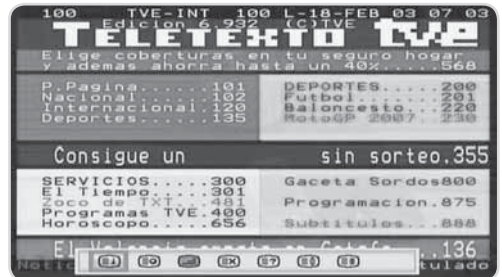 100 TVE-INT 100 L-18-FEB 03 07 03
Edicion 6.932 (C)TVE
TELETEXTO tve
Elige coberturas en tu seguro hogar
y ademas ahorra hasta un 40%.....568
P.Pagina......101
Nacional......102
Internacional.120
Deportes......135
DEPORTES.....200
Futbol.......201
Baloncesto...220
MotoGP 2007..230
Consigue un sin sorteo.355
SERVICIOS.....300
El Tiempo.....301
Zoco de TXT...481
Programas TVE.400
Horoscopo.....656
Gaceta Sordos800
Programacion.875
Subtitulos...888
El Valencia ...136